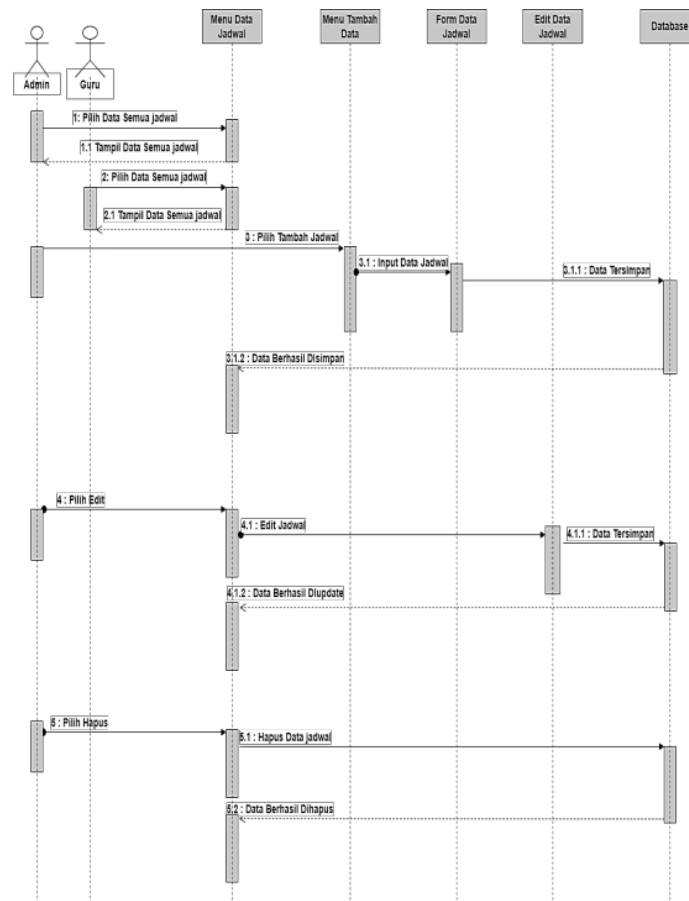 Menu Data
Jadwal
Menu Tambah
Data
Form Data
Jadwal
Edit Data
Jadwal
Database
Admin
Guru
1: Pilih Data Semua jadwal
1.1 Tampil Data Semua jadwal
2: Pilih Data Semua jadwal
2.1 Tampil Data Semua jadwal
3 : Pilih Tambah Jadwal
3.1 : Input Data Jadwal
3.1.1 : Data Tersimpan
3.1.2 : Data Berhasil Disimpan
4 : Pilih Edit
4.1 : Edit Jadwal
4.1.1 : Data Tersimpan
4.1.2 : Data Berhasil DIupdate
5 : Pilih Hapus
5.1 : Hapus Data jadwal
5.2 : Data Berhasil Dihapus